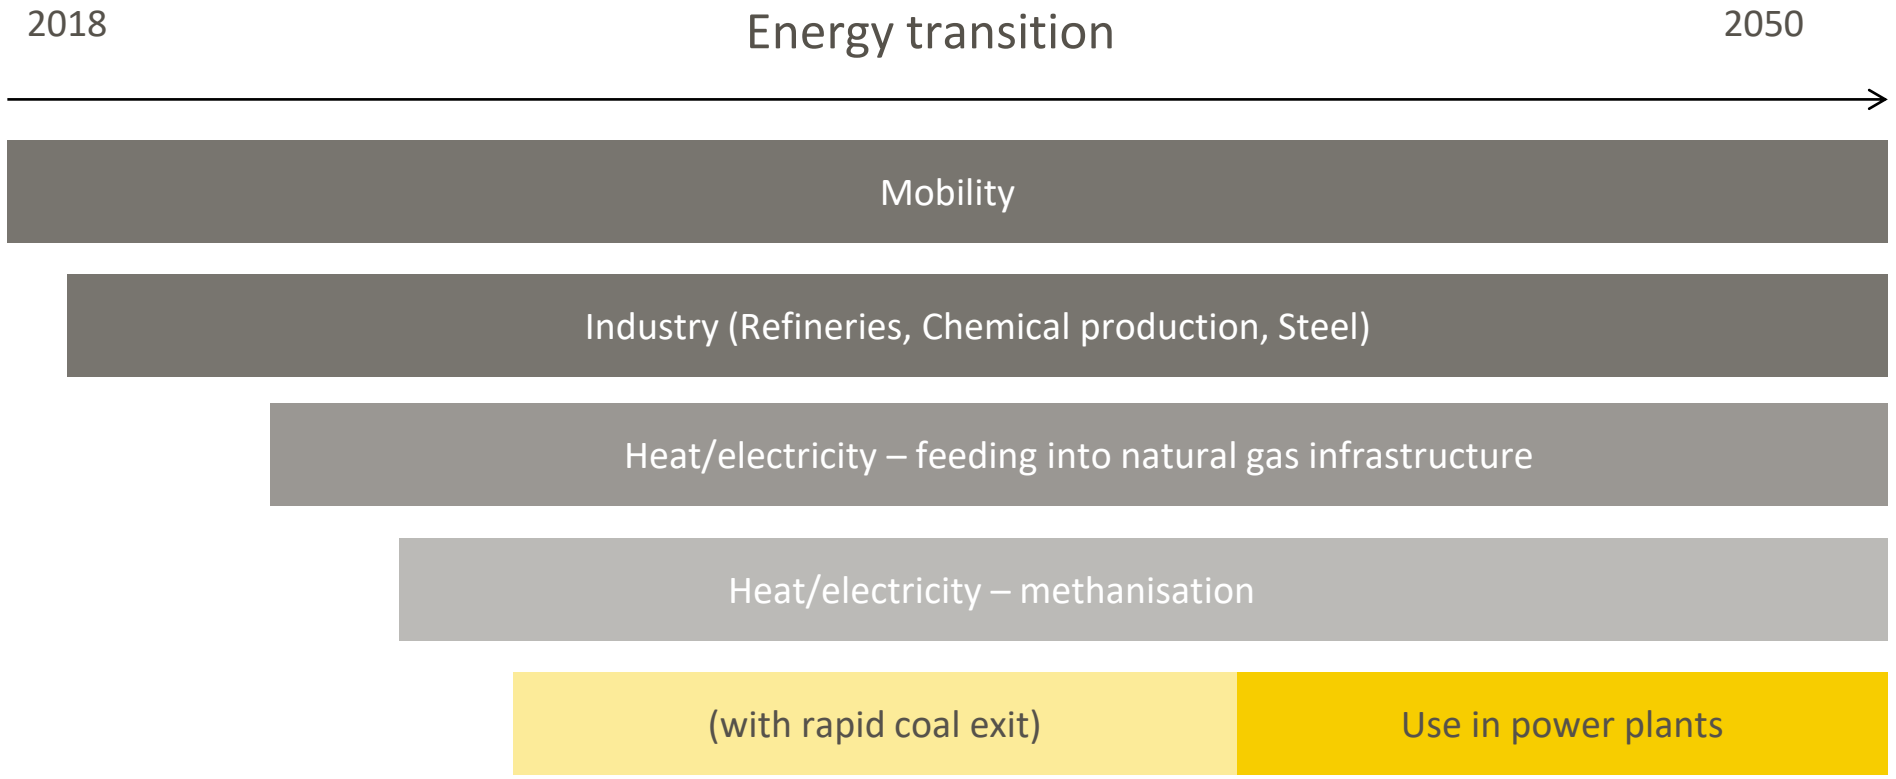 2018
Energy transition
2050
Mobility
Industry (Refineries, Chemical production, Steel)
Heat/electricity – feeding into natural gas infrastructure
Heat/electricity – methanisation
(with rapid coal exit)
Use in power plants